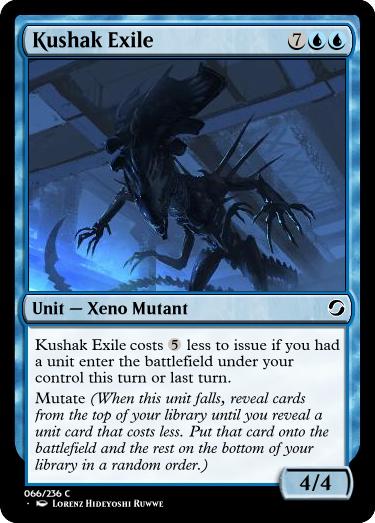 Kushak Exile 7
Unit — Xeno Mutant
Kushak Exile costs 5 less to issue if you had
a unit enter the battlefield under your
control this turn or last turn.
Mutate (When this unit falls, reveal cards
from the top of your library until you reveal a
unit card that costs less. Put that card onto the
battlefield and the rest on the bottom of your
library in a random order.)
4/4
066/236 C
· Lorenz Hideyoshi Ruwwe